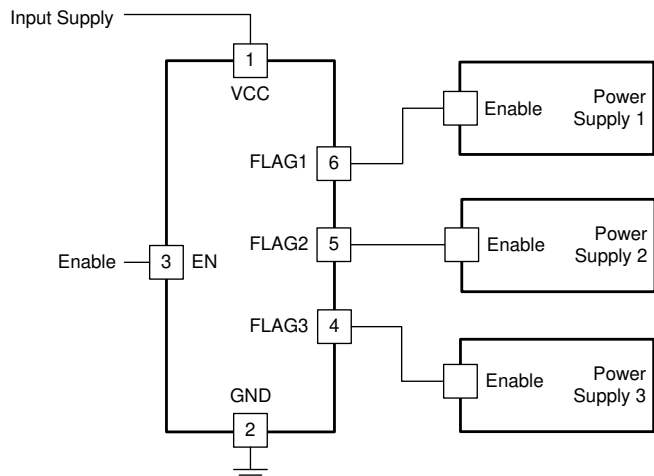 Input Supply
1
VCC
Enable
Power
Supply 1
FLAG1
6
FLAG2
5
Enable
Power
Supply 2
Enable
3
EN
FLAG3
4
Enable
Power
Supply 3
GND
2